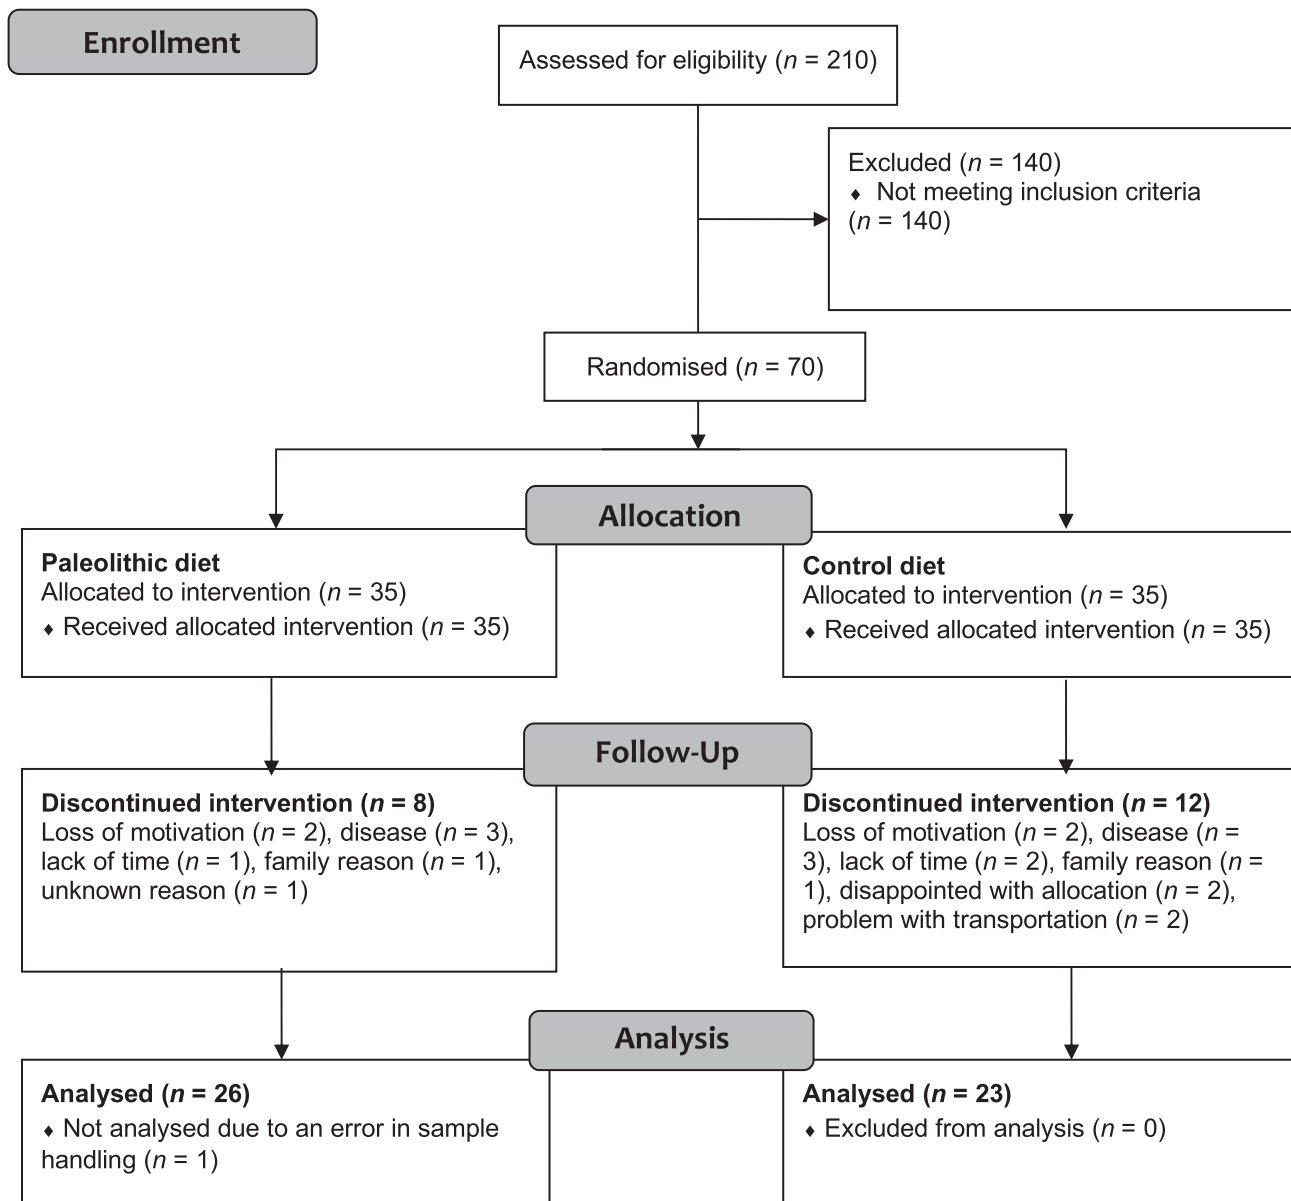 Enrollment
Assessed for eligibility (n = 210)
Excluded (n = 140)
♦ Not meeting inclusion criteria
(n = 140)
Randomised (n = 70)
Allocation
Paleolithic diet
Allocated to intervention (n = 35)
♦ Received allocated intervention (n = 35)
Control diet
Allocated to intervention (n = 35)
♦ Received allocated intervention (n = 35)
Follow-Up
Discontinued intervention (n = 8)
Loss of motivation (n = 2), disease (n = 3),
lack of time (n = 1), family reason (n = 1),
unknown reason (n = 1)
Discontinued intervention (n = 12)
Loss of motivation (n = 2), disease (n =
3), lack of time (n = 2), family reason (n =
1), disappointed with allocation (n = 2),
problem with transportation (n = 2)
Analysis
Analysed (n = 26)
♦ Not analysed due to an error in sample
handling (n = 1)
Analysed (n = 23)
♦ Excluded from analysis (n = 0)